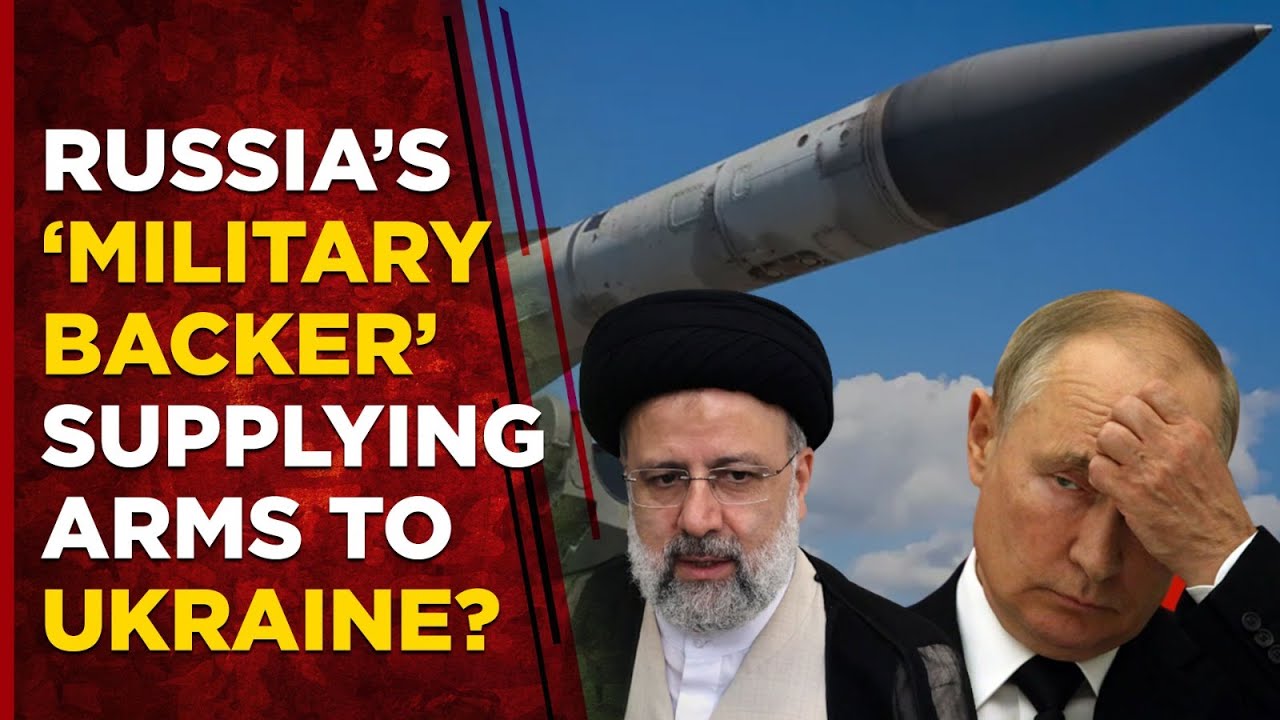 RUSSIA’S
‘MILITARY
BACKER’
SUPPLYING
ARMS TO
UKRAINE?